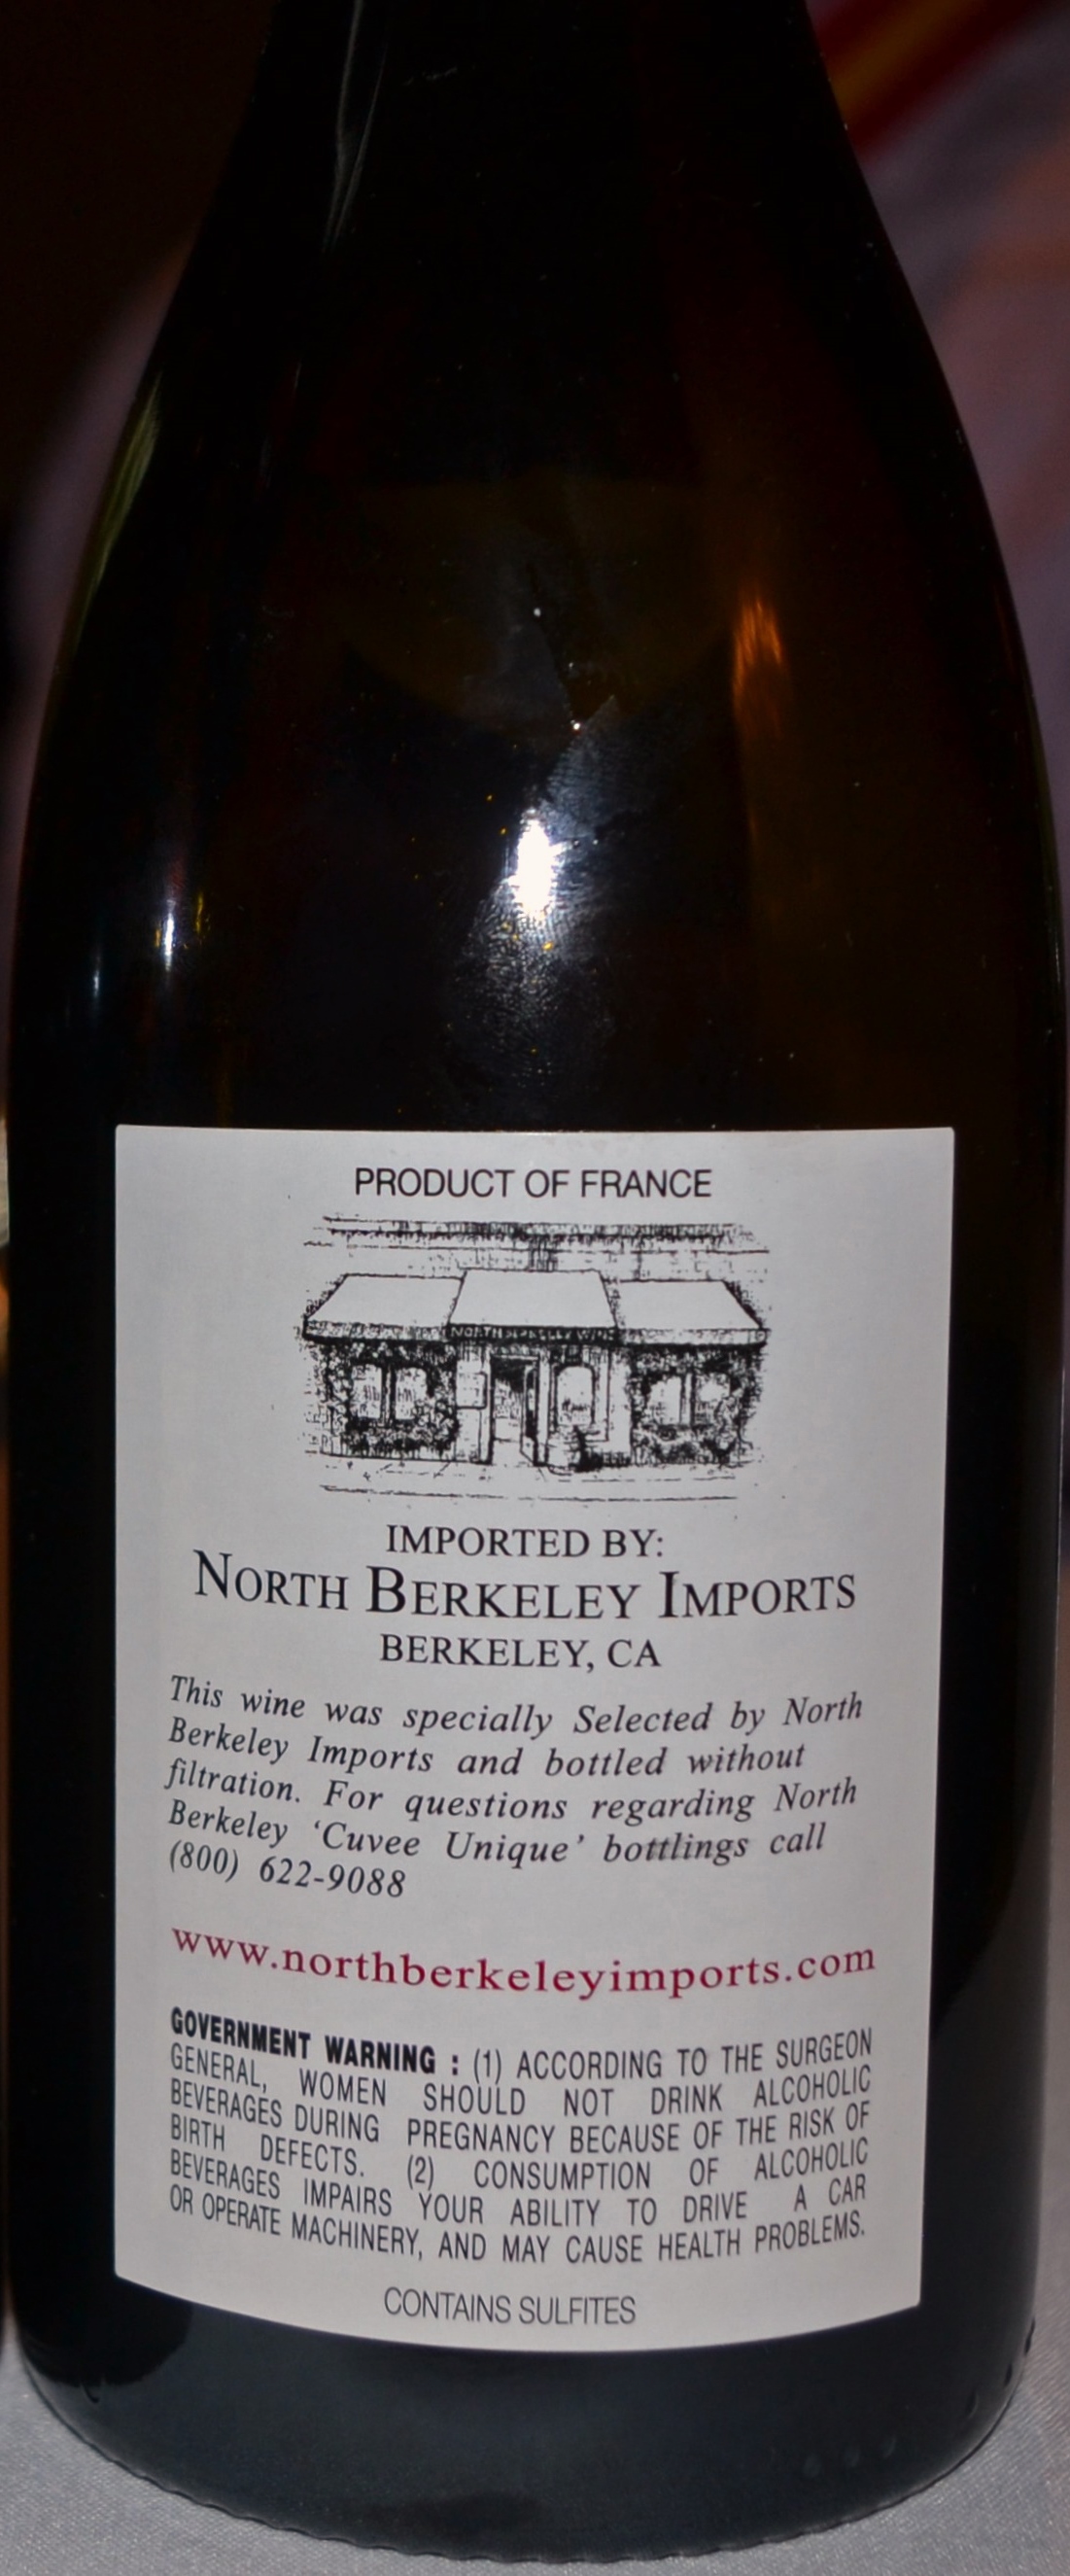 PRODUCT OF FRANCE
NORTH BERKELEY WINE
IMPORTED BY:
NORTH BERKELEY IMPORTS
BERKELEY, CA
This wine was specially Selected by North
Berkeley Imports and bottled without
filtration. For questions regarding North
Berkeley ‘Cuvee Unique’ bottlings call
(800) 622-9088
www.northberkeleyimports.com
GOVERNMENT WARNING : (1) ACCORDING TO THE SURGEON
GENERAL, WOMEN SHOULD NOT DRINK ALCOHOLIC
BEVERAGES DURING PREGNANCY BECAUSE OF THE RISK OF
BIRTH DEFECTS. (2) CONSUMPTION OF ALCOHOLIC
BEVERAGES IMPAIRS YOUR ABILITY TO DRIVE A CAR
OR OPERATE MACHINERY, AND MAY CAUSE HEALTH PROBLEMS.
CONTAINS SULFITES